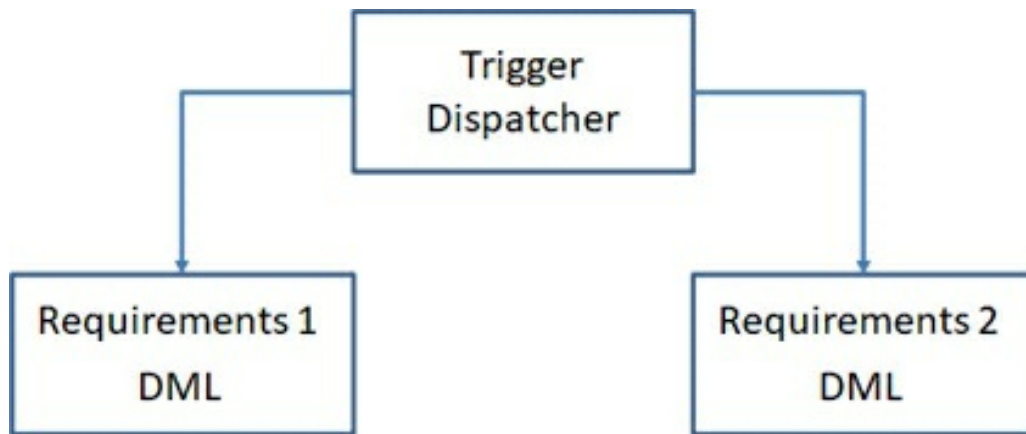 Trigger
Dispatcher
Requirements 1
DML
Requirements 2
DML